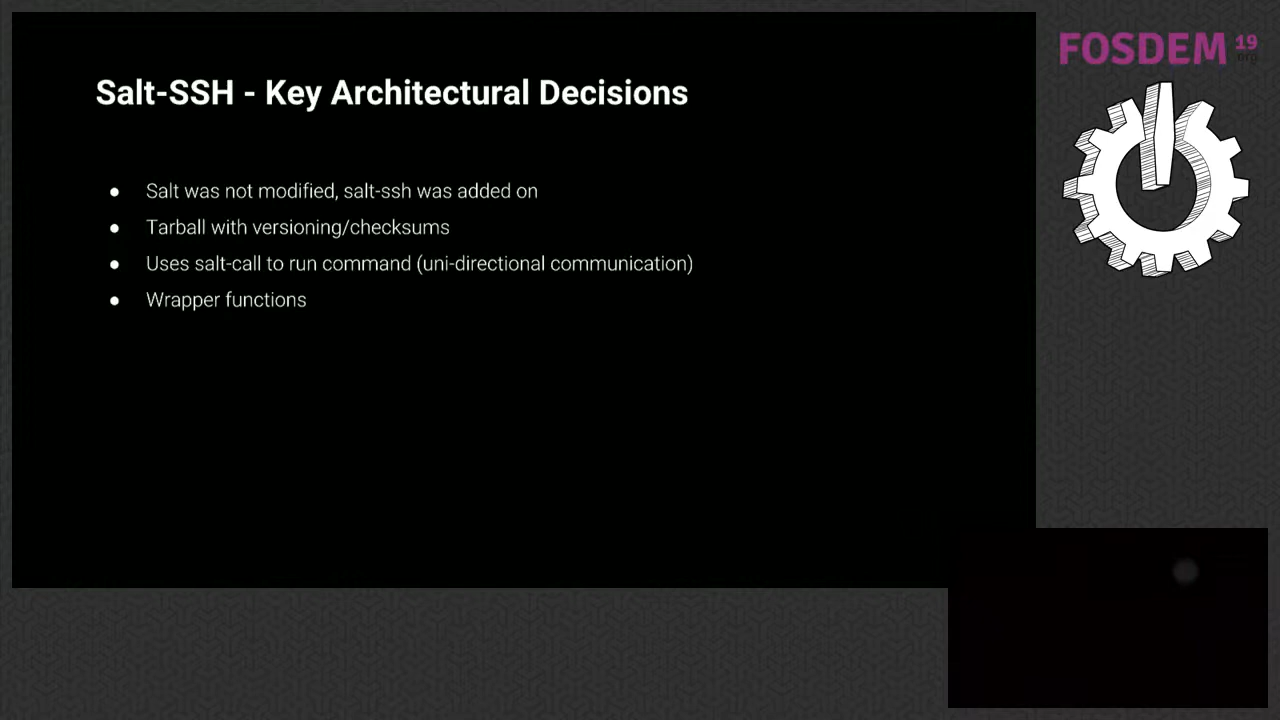 Salt-SSH - Key Architectural Decisions
● Salt was not modified, salt-ssh was added on
● Tarball with versioning/checksums
● Uses salt-call to run command (uni-directional communication)
● Wrapper functions
FOSDEM 19
.org